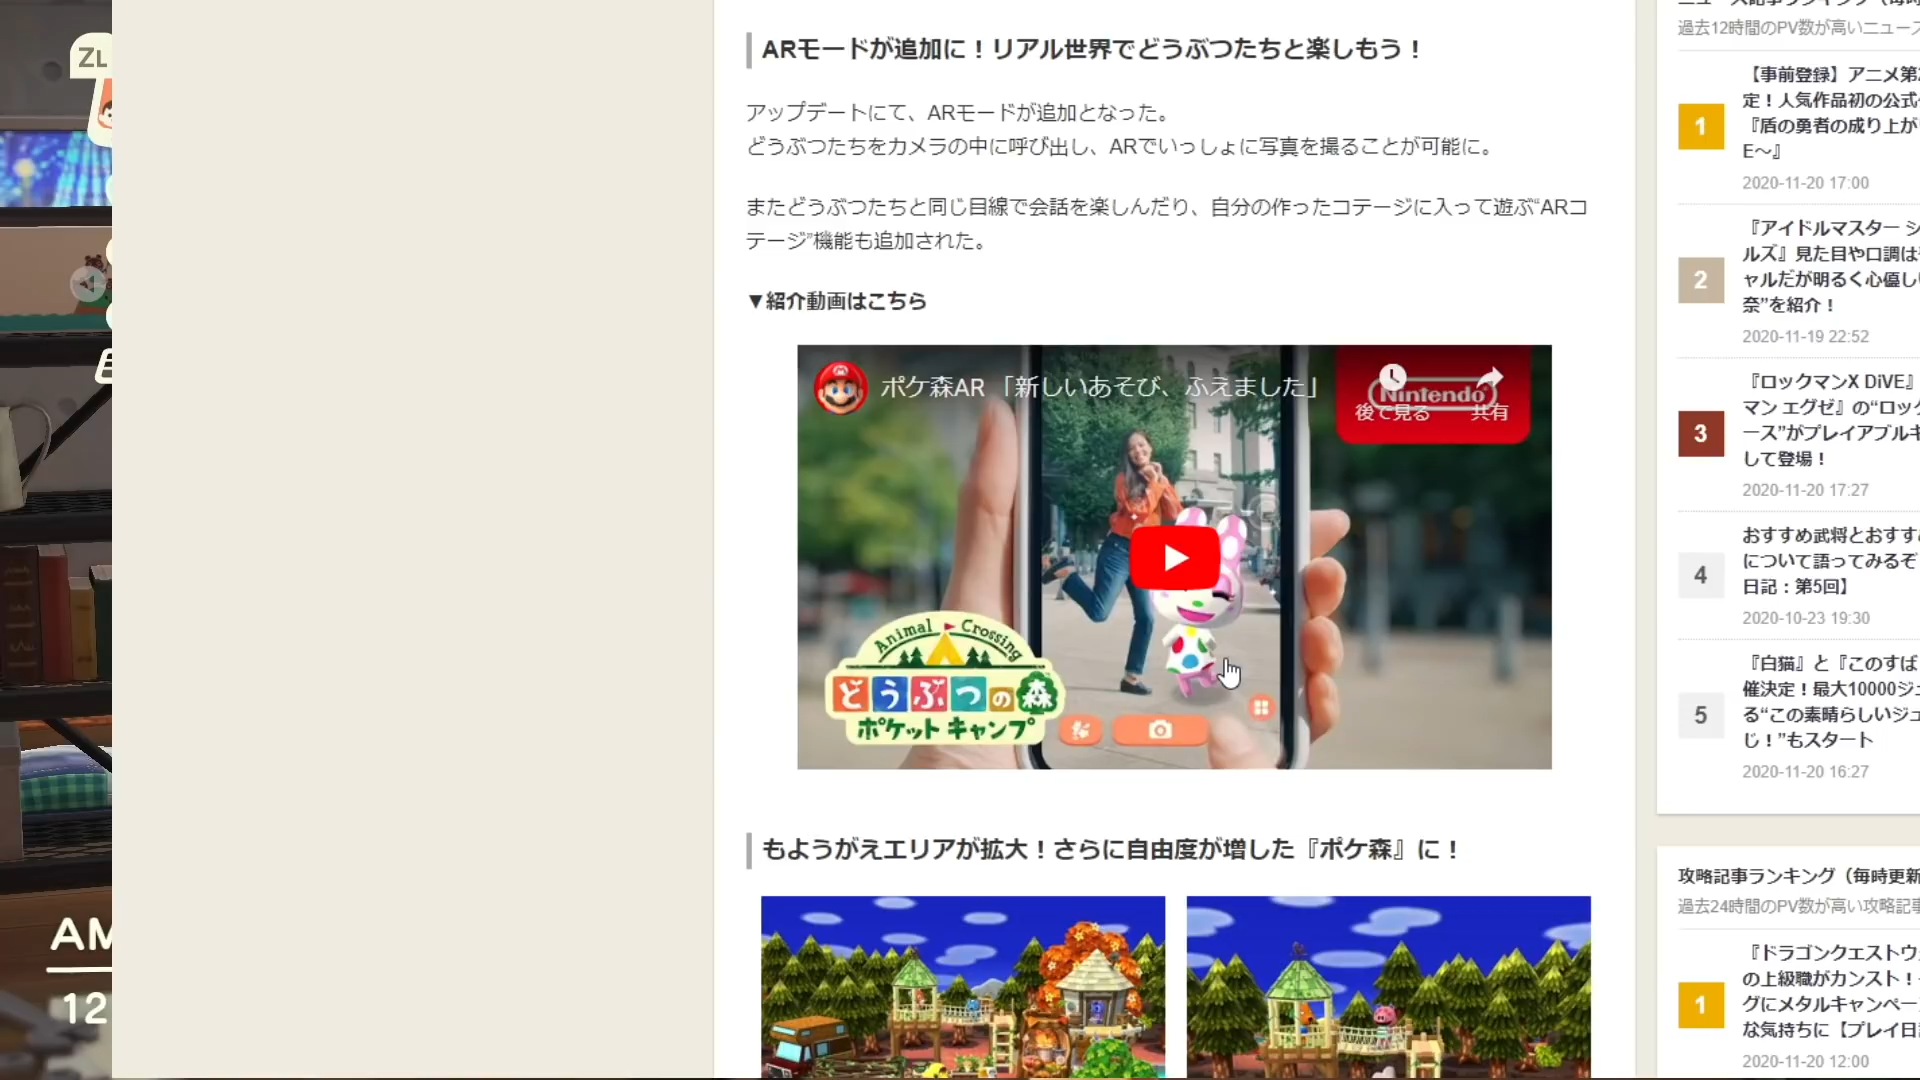 ZL
AM
12
ARモードが追加に！リアル世界でどうぶつたちと楽しもう！
アップデートにて、ARモードが追加となった。
どうぶつたちをカメラの中に呼び出し、ARでいっしょに写真を撮ることが可能に。
またどうぶつたちと同じ目線で会話を楽しんだり、自分の作ったコテージに入って遊ぶ“ARコ
テージ”機能も追加された。
▼紹介動画はこちら
ポケ森AR 「新しいあそび、ふえました」
Nintendo
後で見る
共有
Animal Crossing
どうぶつの森
ポケット キャンプ
もようがえエリアが拡大！さらに自由度が増した『ポケ森』に！
過去12時間のPV数が高いニュース
1
【事前登録】アニメ第
定！人気作品初の公式
『盾の勇者の成り上が
E～』
2020-11-20 17:00
2
『アイドルマスター シ
ルズ』見た目や口調は
ャルだが明るく心優し
奈”を紹介！
2020-11-19 22:52
3
『ロックマンX DiVE』
マン エグゼ』の“ロッ
ース”がプレイアブルキ
して登場！
2020-11-20 17:27
4
おすすめ武将とおすす
について語ってみるぞ
日記：第5回】
2020-10-23 19:30
5
『白猫』と『このすば
催決定！最大10000ジ
る“この素晴らしいジュ
じ！”もスタート
2020-11-20 16:27
攻略記事ランキング（毎時更新
過去24時間のPV数が高い攻略記事
1
『ドラゴンクエストウ
の上級職がカンスト！
グにメタルキャンペー
な気持ちに【プレイ日
2020-11-20 12:00